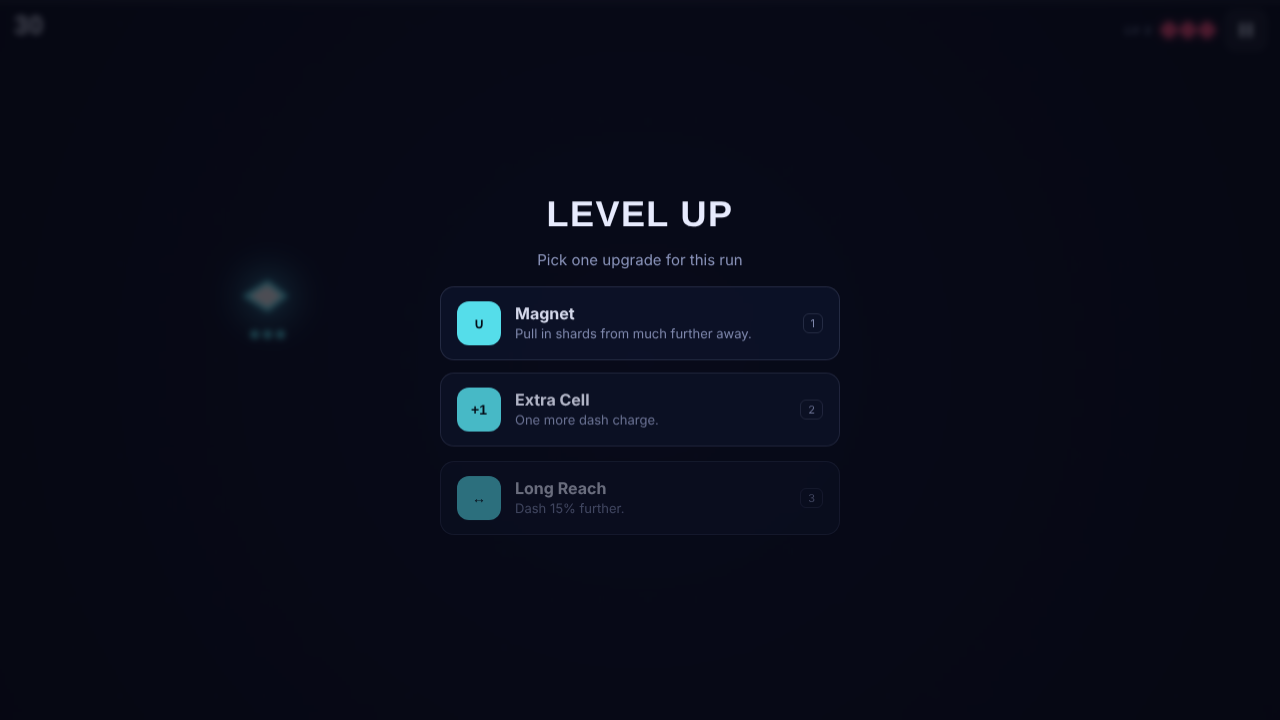 30
LEVEL UP
Pick one upgrade for this run
∪
Magnet
Pull in shards from much further away.
1
+1
Extra Cell
One more dash charge.
2
↔
Long Reach
Dash 15% further.
3